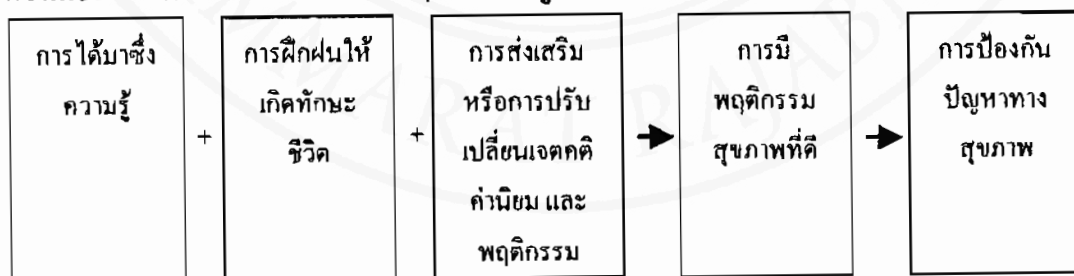 การได้มาซึ่ง
ความรู้
+
การฝึกฝนให้
เกิดทักษะ
ชีวิต
+
การส่งเสริม
หรือการปรับ
เปลี่ยนเจตคติ
ค่านิยม และ
พฤติกรรม
การมี
พฤติกรรม
สุขภาพที่ดี
การป้องกัน
ปัญหาทาง
สุขภาพ